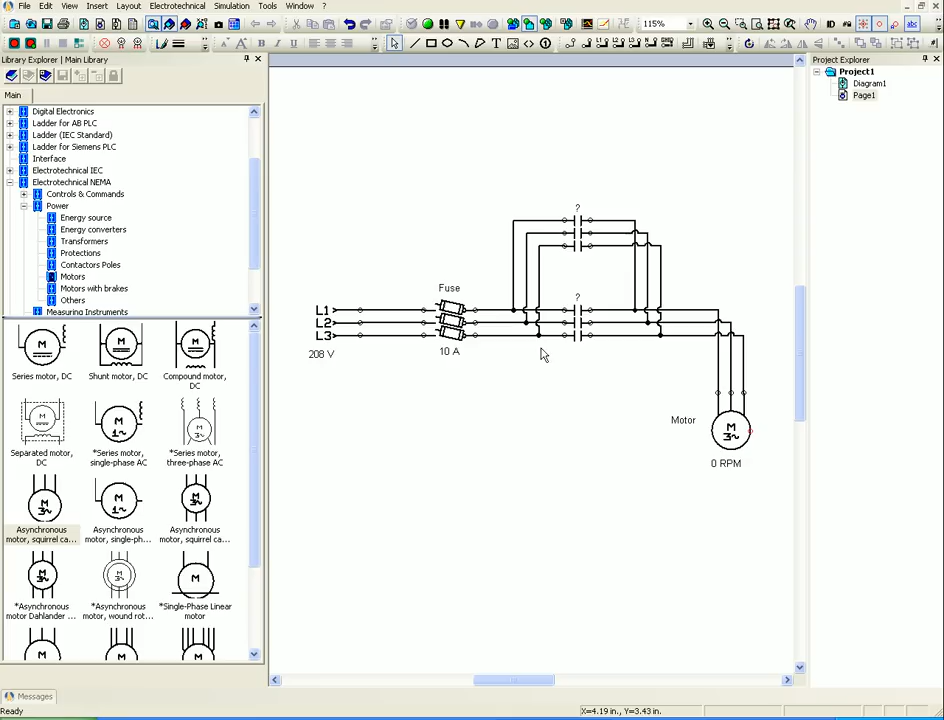 File Edit View Insert Layout Electrotechnical Simulation Tools Window ?
115%
Library Explorer | Main Library
Project Explorer
Main
Digital Electronics
Ladder for AB PLC
Ladder (IEC Standard)
Ladder for Siemens PLC
Interface
Electrotechnical IEC
Electrotechnical NEMA
Controls & Commands
Power
Energy source
Energy converters
Transformers
Protections
Contactors Poles
Motors
Motors with brakes
Others
Measuring Instruments
Series motor, DC
Shunt motor, DC
Compound motor, DC
Separated motor, DC
*Series motor, single-phase AC
*Series motor, three-phase AC
Asynchronous motor, squirrel ca...
Asynchronous motor, single-ph...
Asynchronous motor, squirrel ca...
*Asynchronous motor Dahlander ...
*Asynchronous motor, wound rot...
*Single-Phase Linear motor
Project1
Diagram1
Page1
?
Fuse
?
L1
L2
L3
208 V
10 A
Motor
M
3~
0 RPM
Messages
Ready
X=4.19 in., Y=3.43 in.